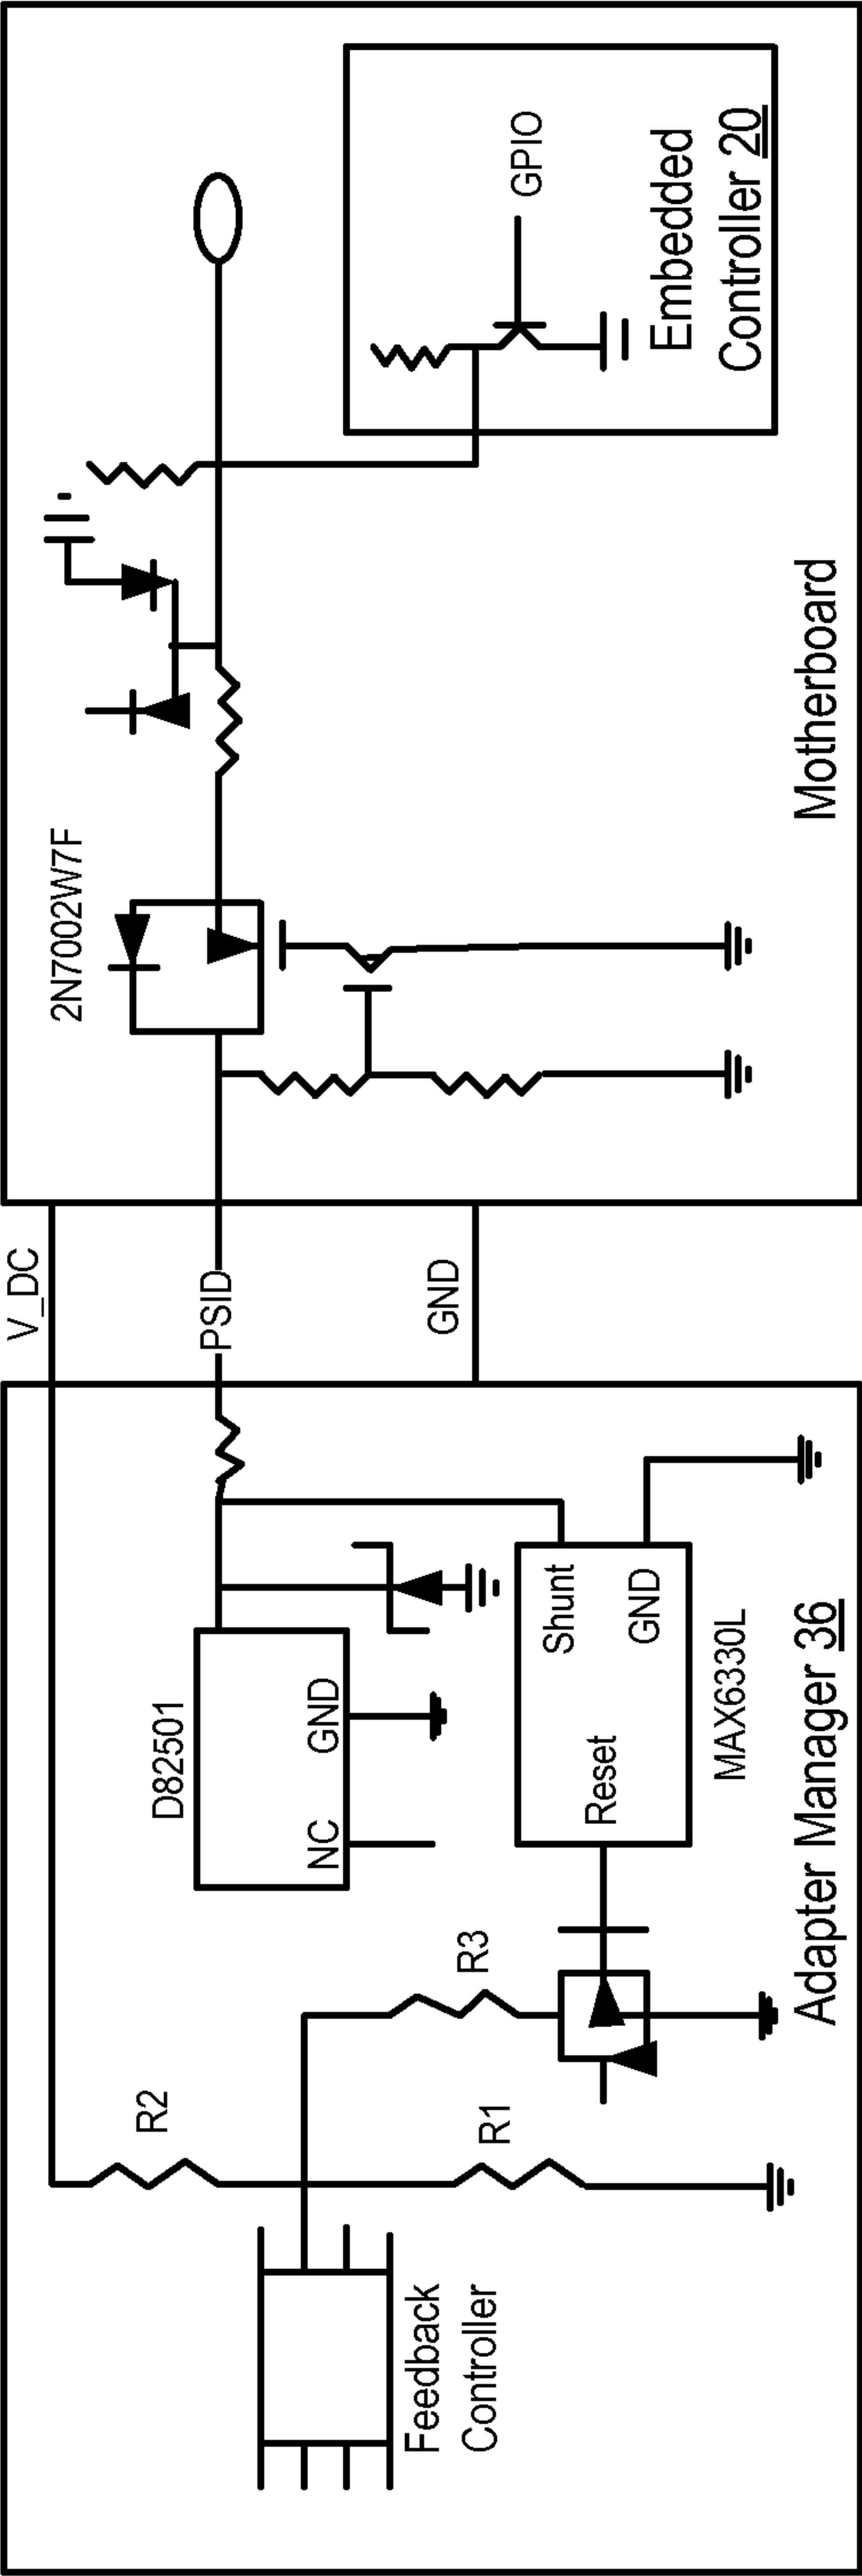 V_DC
PSID
GND
2N7002W7F
GPIO
Embedded
Controller 20
Motherboard
Feedback
Controller
R2
R1
R3
D82501
NC
GND
Reset
Shunt
GND
MAX6330L
Adapter Manager 36